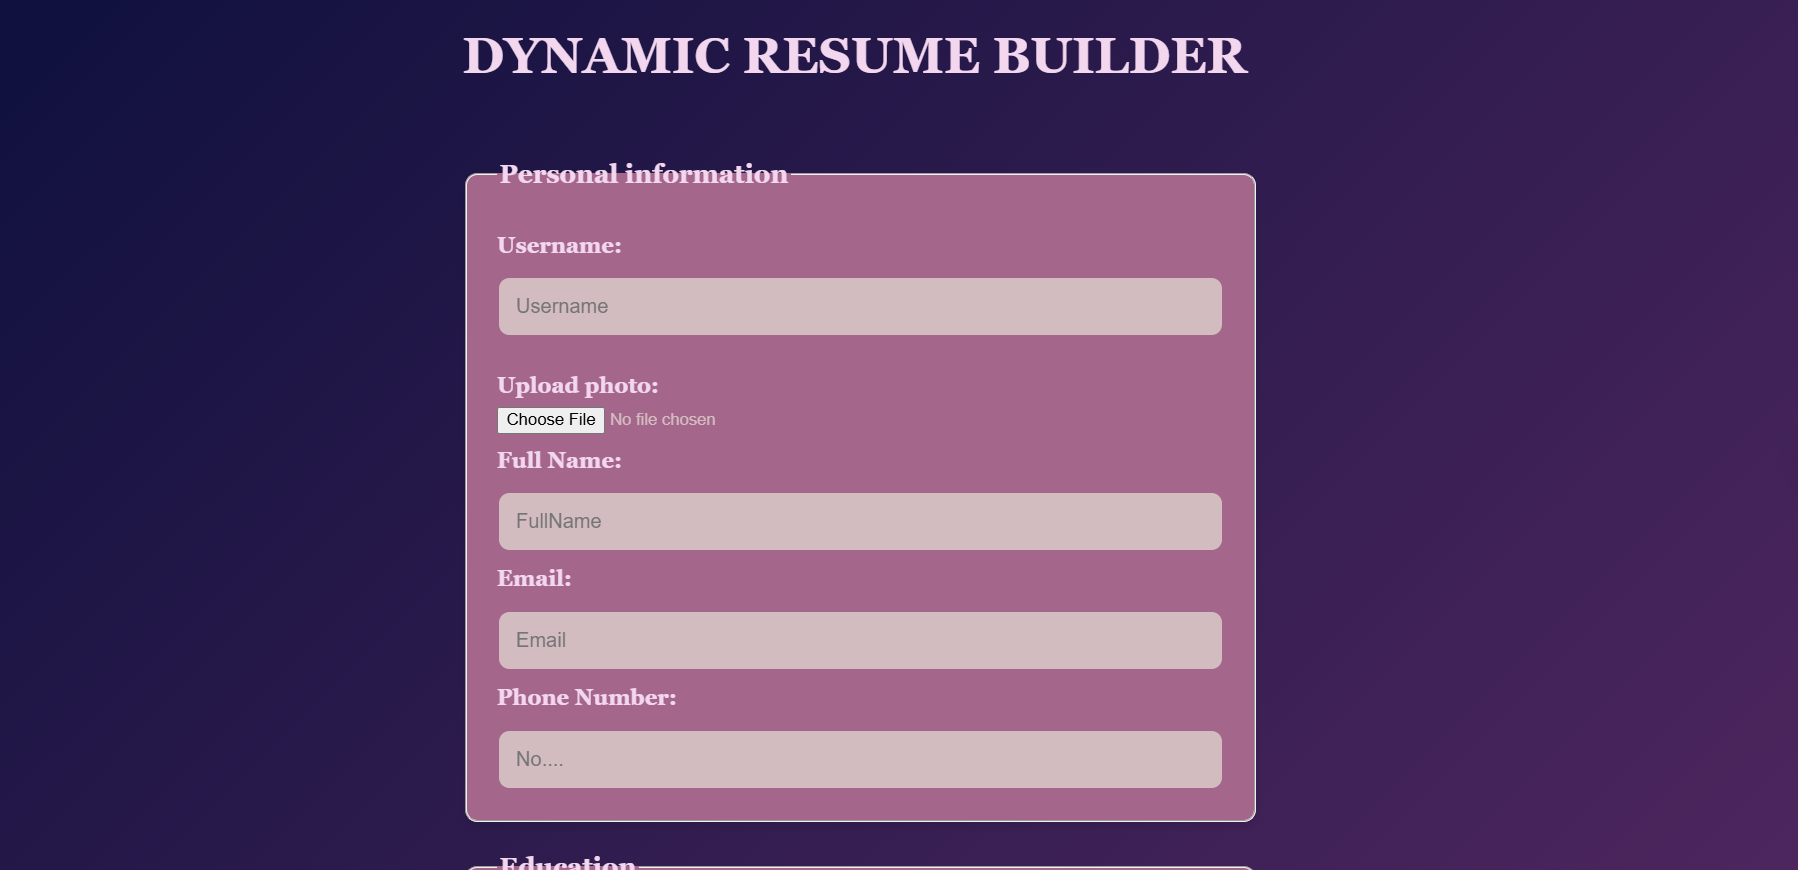 DYNAMIC RESUME BUILDER
Personal information
Username:
Username
Upload photo:
Choose File No file chosen
Full Name:
FullName
Email:
Email
Phone Number:
No....
Education